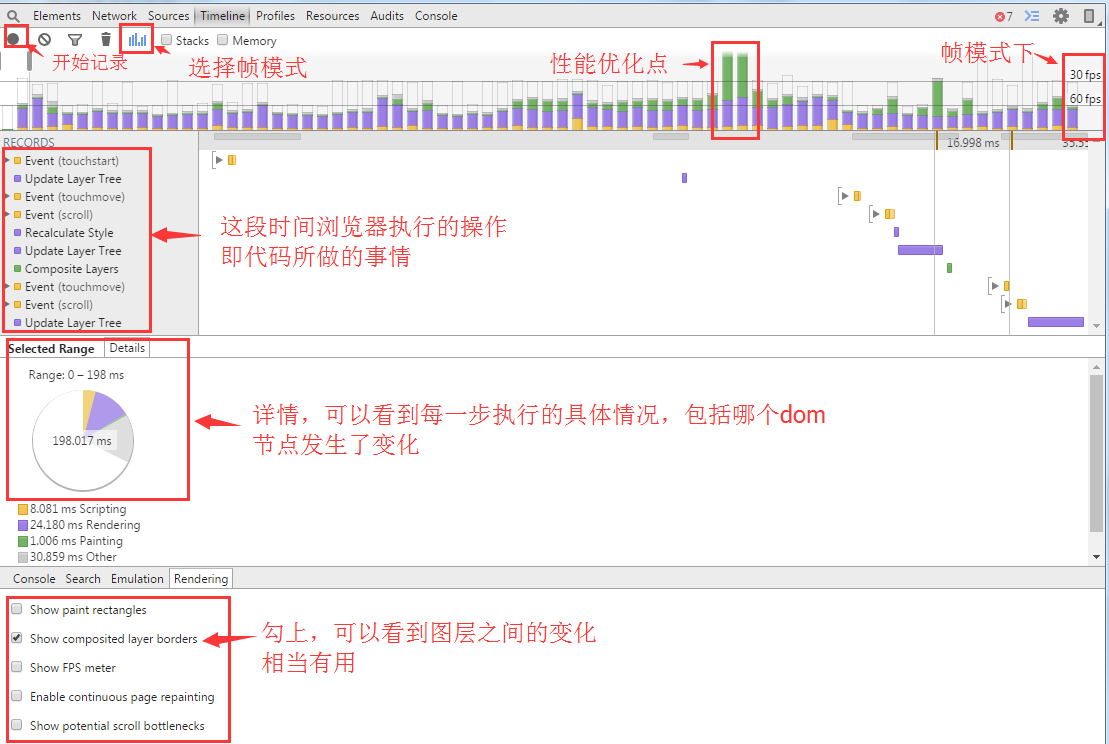 Elements Network Sources Timeline Profiles Resources Audits Console 7
Stacks Memory
开始记录
选择帧模式
性能优化点
帧模式下
30 fps
60 fps
RECORDS
16.998 ms
Event (touchstart)
Update Layer Tree
Event (touchmove)
Event (scroll)
Recalculate Style
Update Layer Tree
Composite Layers
Event (touchmove)
Event (scroll)
Update Layer Tree
这段时间浏览器执行的操作
即代码所做的事情
Selected Range Details
Range: 0 – 198 ms
198.017 ms
详情，可以看到每一步执行的具体情况，包括哪个dom
节点发生了变化
8.081 ms Scripting
24.180 ms Rendering
1.006 ms Painting
30.859 ms Other
Console Search Emulation Rendering
Show paint rectangles
Show composited layer borders
Show FPS meter
Enable continuous page repainting
Show potential scroll bottlenecks
勾上，可以看到图层之间的变化
相当有用